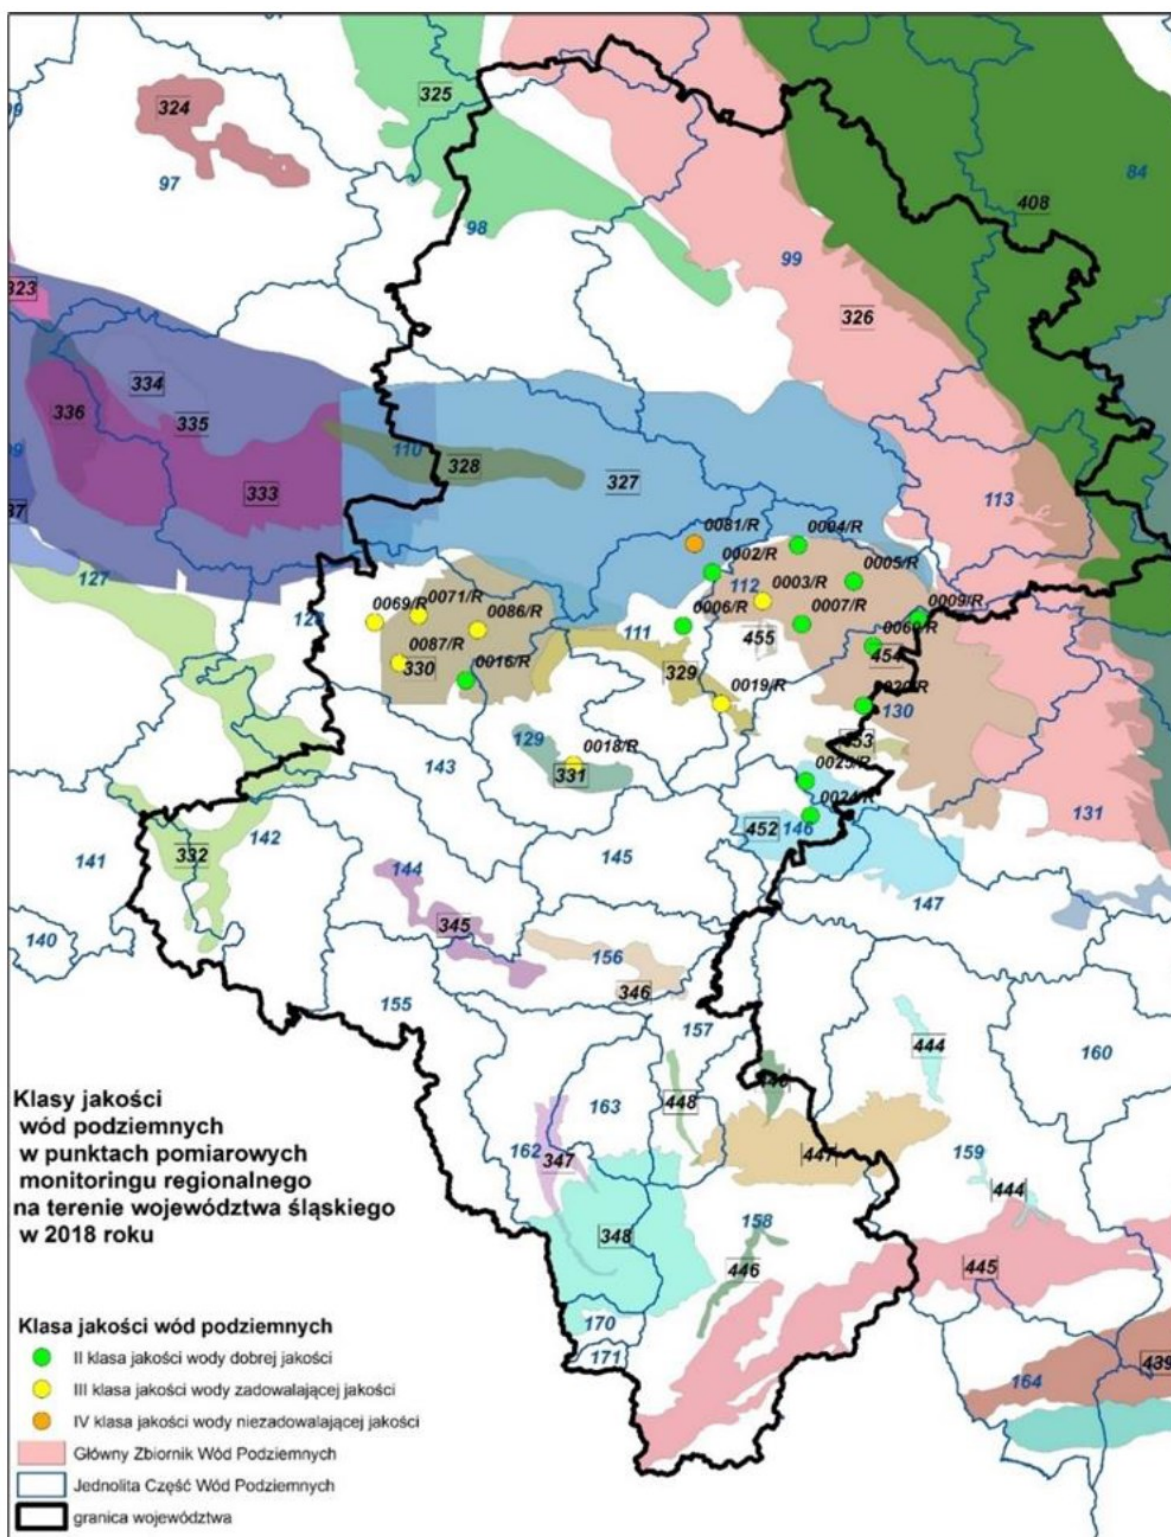 325
324
97
84
408
98
99
323
326
334
336
335
110
328
327
333
113
0081/R
0004/R
0002/R
0005/R
127
112
0003/R
0071/R
0069/R
0086/R
0006/R
0007/R
0009/R
111
455
0087/R
330
0016/R
329
454
0019/R
130
129
0018/R
143
331
0025/R
0024/R
131
452
146
142
332
141
145
144
147
345
140
156
346
155
157
444
160
Klasy jakości
wód podziemnych
w punktach pomiarowych
monitoringu regionalnego
na terenie województwa śląskiego
w 2018 roku
163
448
447
162
347
159
444
158
348
446
445
Klasa jakości wód podziemnych
170
171
439
164
II klasa jakości wody dobrej jakości
III klasa jakości wody zadowalającej jakości
IV klasa jakości wody niezadowalającej jakości
Główny Zbiornik Wód Podziemnych
Jednolita Część Wód Podziemnych
granica województwa